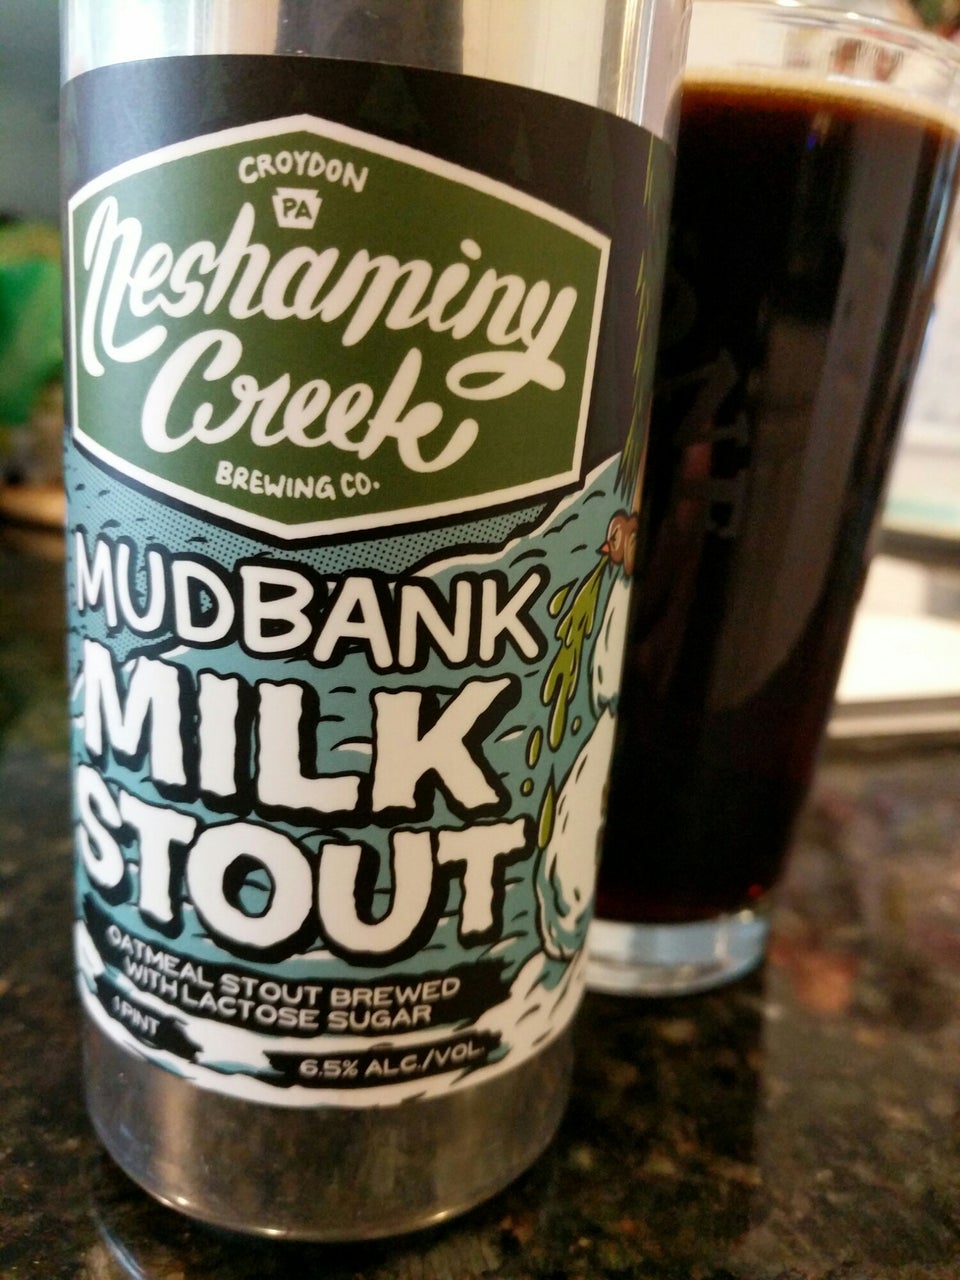 CROYDON
PA
Neshaminy
Creek
BREWING CO.
MUDBANK
MILK
STOUT
OATMEAL STOUT BREWED
WITH LACTOSE SUGAR
1 PINT
6.5% ALC./VOL.